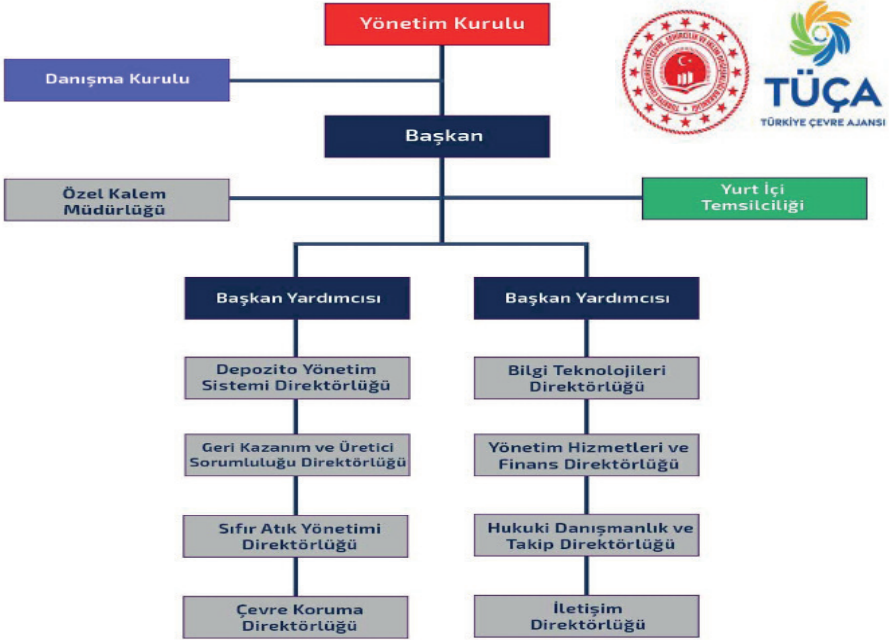 Yönetim Kurulu
Danışma Kurulu
TÜÇA
TÜRKİYE ÇEVRE AJANSI
Başkan
Özel Kalem
Müdürlüğü
Yurt İçi
Temsilciliği
Başkan Yardımcısı
Başkan Yardımcısı
Depozito Yönetim
Sistemi Direktörlüğü
Bilgi Teknolojileri
Direktörlüğü
Geri Kazanım ve Üretici
Sorumluluğu Direktörlüğü
Yönetim Hizmetleri ve
Finans Direktörlüğü
Sıfır Atık Yönetimi
Direktörlüğü
Hukuki Danışmanlık ve
Takip Direktörlüğü
Çevre Koruma
Direktörlüğü
İletişim
Direktörlüğü